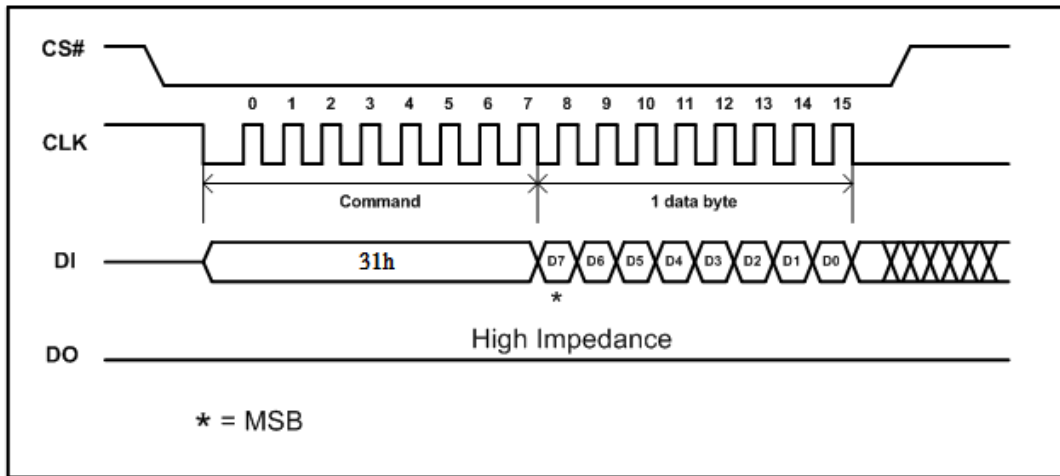 CS#
0 1 2 3 4 5 6 7 8 9 10 11 12 13 14 15
CLK
Command 1 data byte
DI 31h D7 D6 D5 D4 D3 D2 D1 D0
*
High Impedance
DO
* = MSB